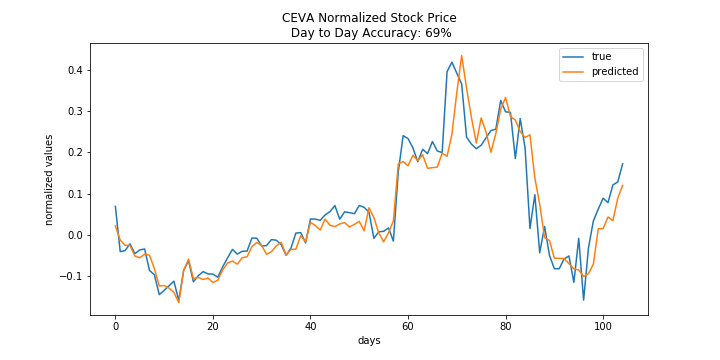 CEVA Normalized Stock Price
Day to Day Accuracy: 69%
true
predicted
normalized values
0.4
0.3
0.2
0.1
0.0
−0.1
0 20 40 60 80 100
days